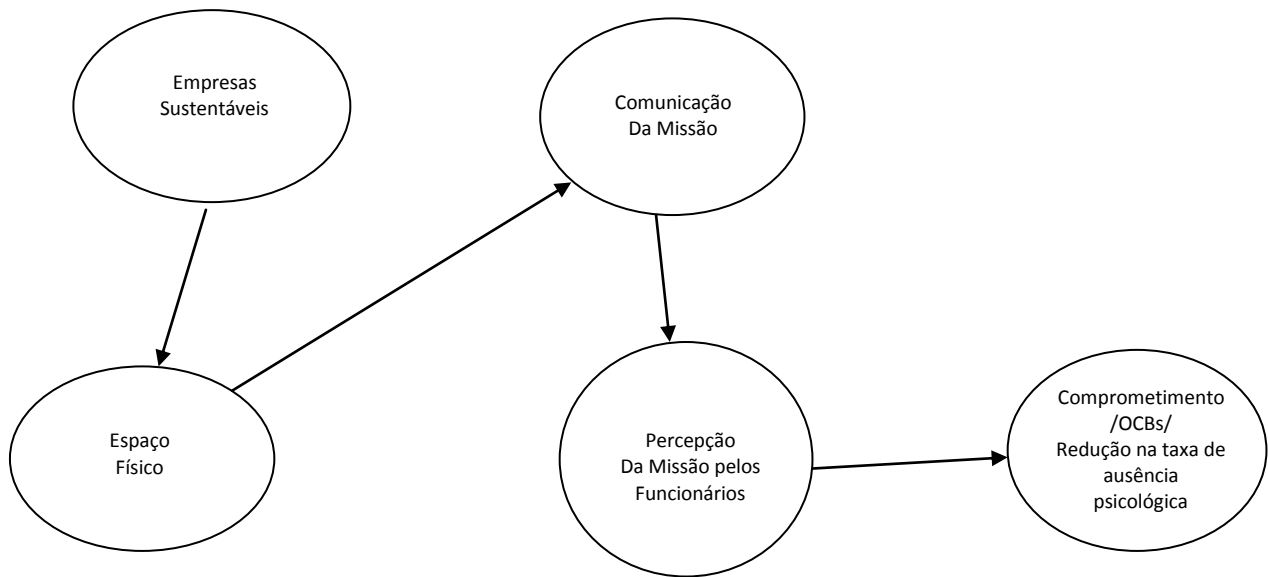 Empresas
Sustentáveis
Comunicação
Da Missão
Espaço
Físico
Percepção
Da Missão pelos
Funcionários
Comprometimento
/OCBs/
Redução na taxa de
ausência
psicológica